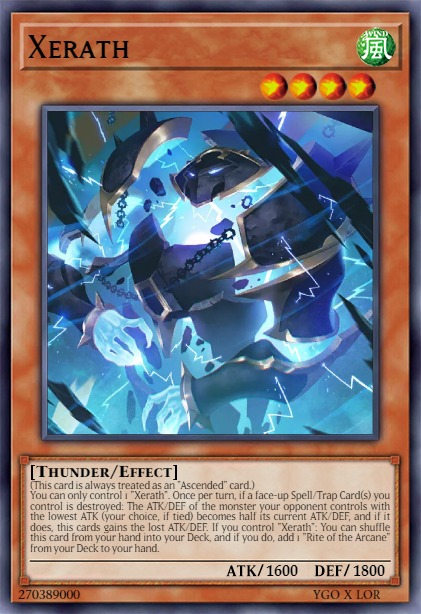 XERATH
WIND
風
[THUNDER/EFFECT]
(This card is always treated as an "Ascended" card.)
You can only control 1 "Xerath". Once per turn, if a face-up Spell/Trap Card(s) you
control is destroyed: The ATK/DEF of the monster your opponent controls with
the lowest ATK (your choice, if tied) becomes half its current ATK/DEF, and if it
does, this cards gains the lost ATK/DEF. If you control "Xerath": You can shuffle
this card from your hand into your Deck, and if you do, add 1 "Rite of the Arcane"
from your Deck to your hand.
ATK/1600 DEF/1800
270389000 YGO X LOR